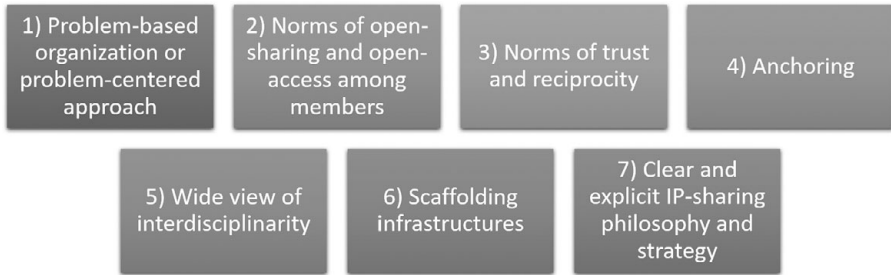 1) Problem-based
organization or
problem-centered
approach
2) Norms of open-
sharing and open-
access among
members
3) Norms of trust
and reciprocity
4) Anchoring
5) Wide view of
interdisciplinarity
6) Scaffolding
infrastructures
7) Clear and
explicit IP-sharing
philosophy and
strategy